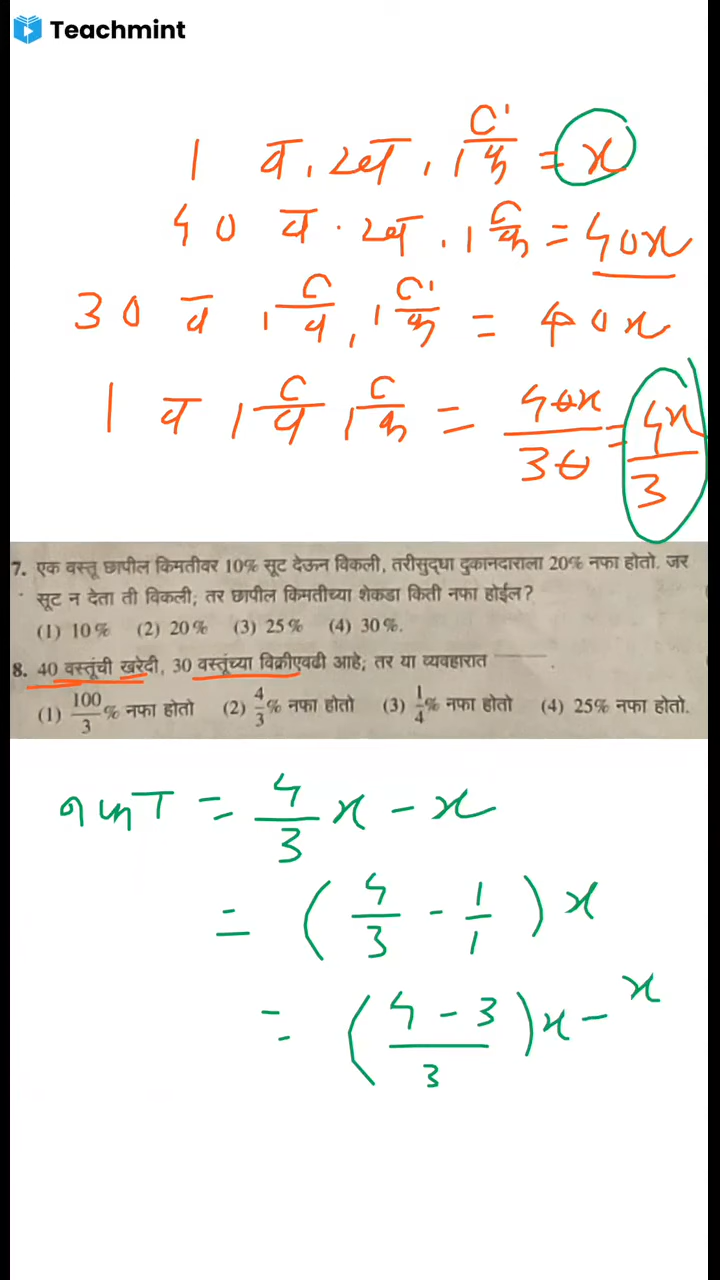 Teachmint
1 व. ख. किं = x
40 व. ख. किं = 40x
30 व वि किं = 40x
1 व वि किं = 40x/30 = 4x/3
7. एक वस्तू छापील किमतीवर 10% सूट देऊन विकली, तरीसुद्धा दुकानदाराला 20% नफा होतो. जर
सूट न देता ती विकली; तर छापील किमतीच्या शेकडा किती नफा होईल?
(1) 10% (2) 20% (3) 25% (4) 30%.
8. 40 वस्तूंची खरेदी, 30 वस्तूंच्या विक्रीएवढी आहे; तर या व्यवहारात ______.
(1) 100/3% नफा होतो (2) 4/3% नफा होतो (3) 1/4% नफा होतो (4) 25% नफा होतो.
नफा = 4/3 x - x
= (4/3 - 1/1) x
= (4 - 3/3) x - x